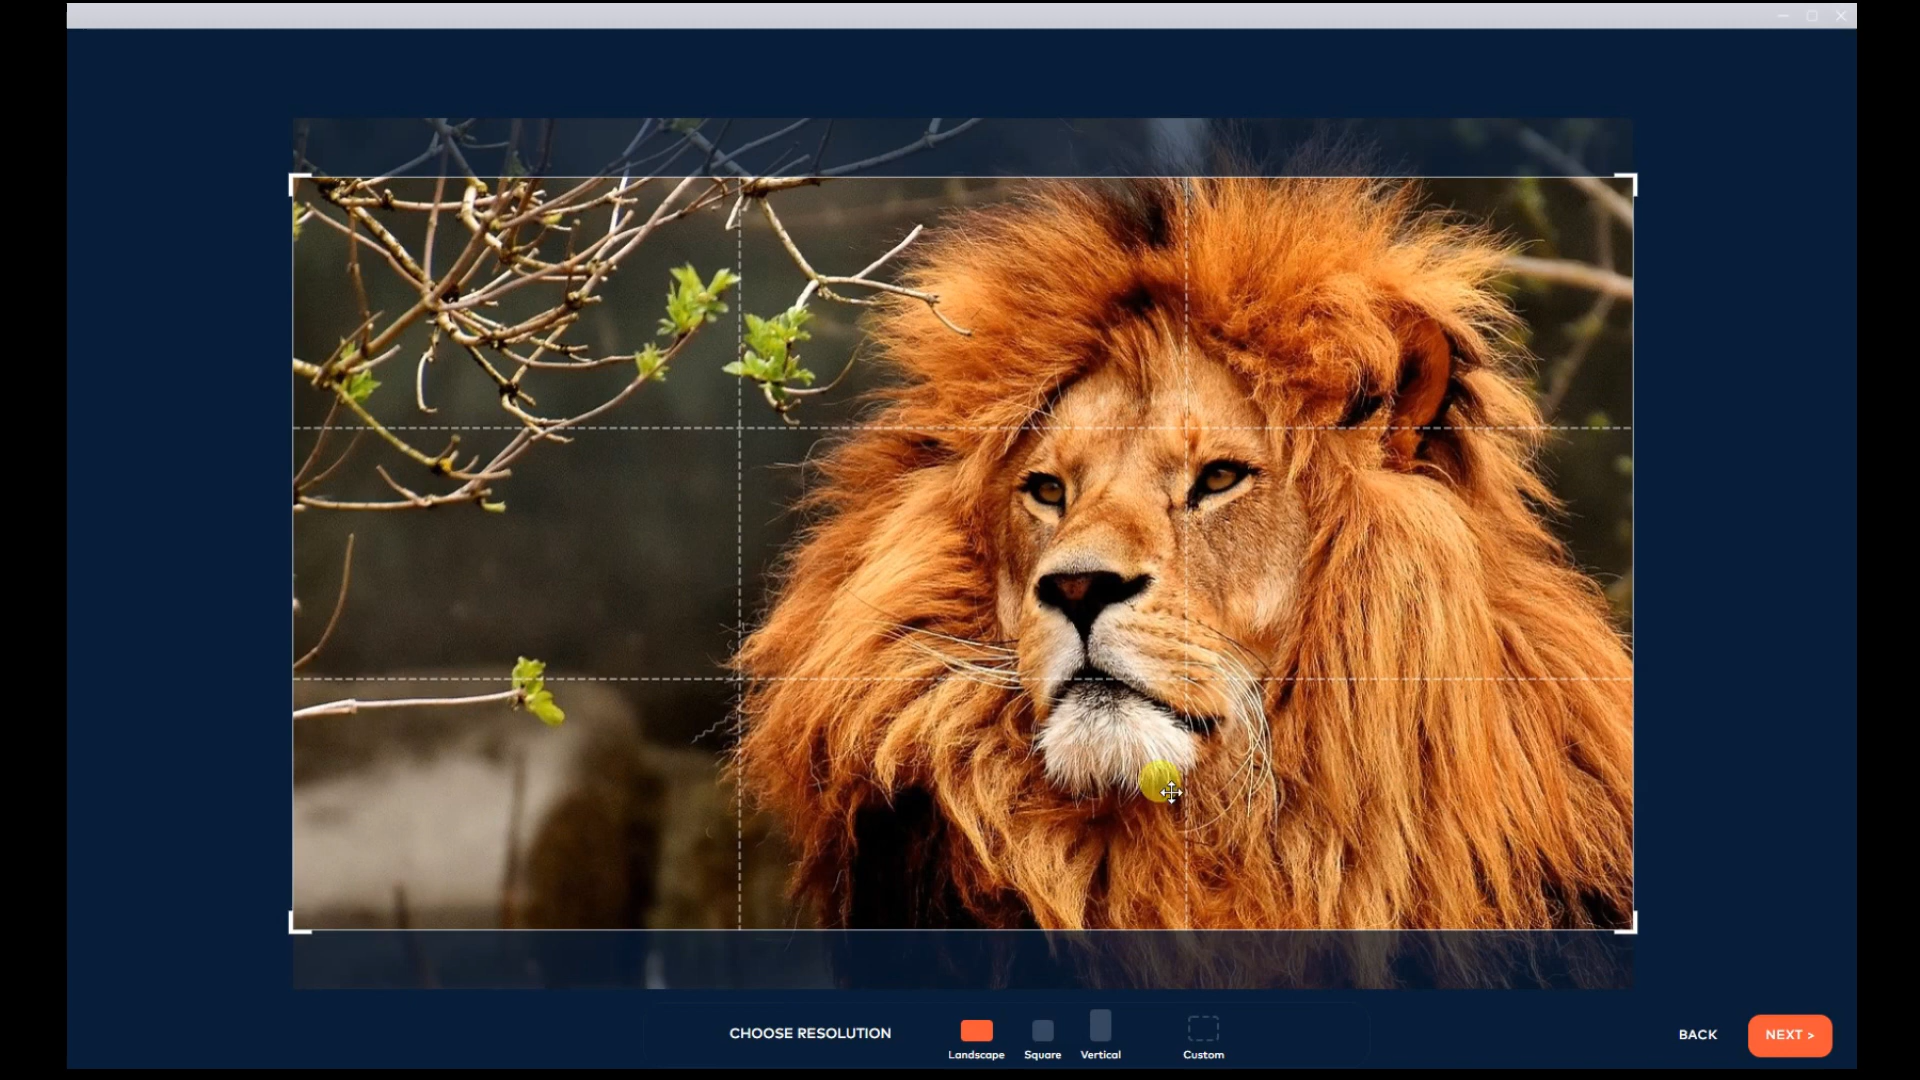 CHOOSE RESOLUTION
Landscape
Square
Vertical
Custom
BACK
NEXT >